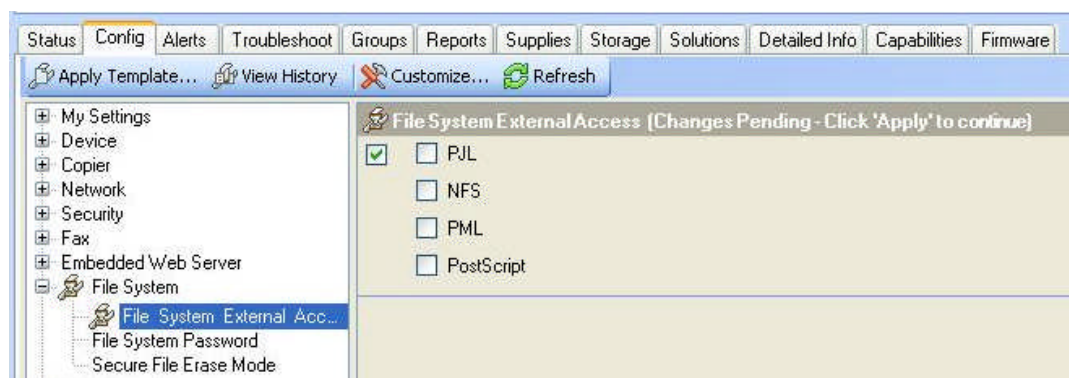 Status Config Alerts Troubleshoot Groups Reports Supplies Storage Solutions Detailed Info Capabilities Firmware
Apply Template... View History Customize... Refresh
My Settings
Device
Copier
Network
Security
Fax
Embedded Web Server
File System
File System External Acc...
File System Password
Secure File Erase Mode
File System External Access (Changes Pending - Click 'Apply' to continue)
PJL
NFS
PML
PostScript